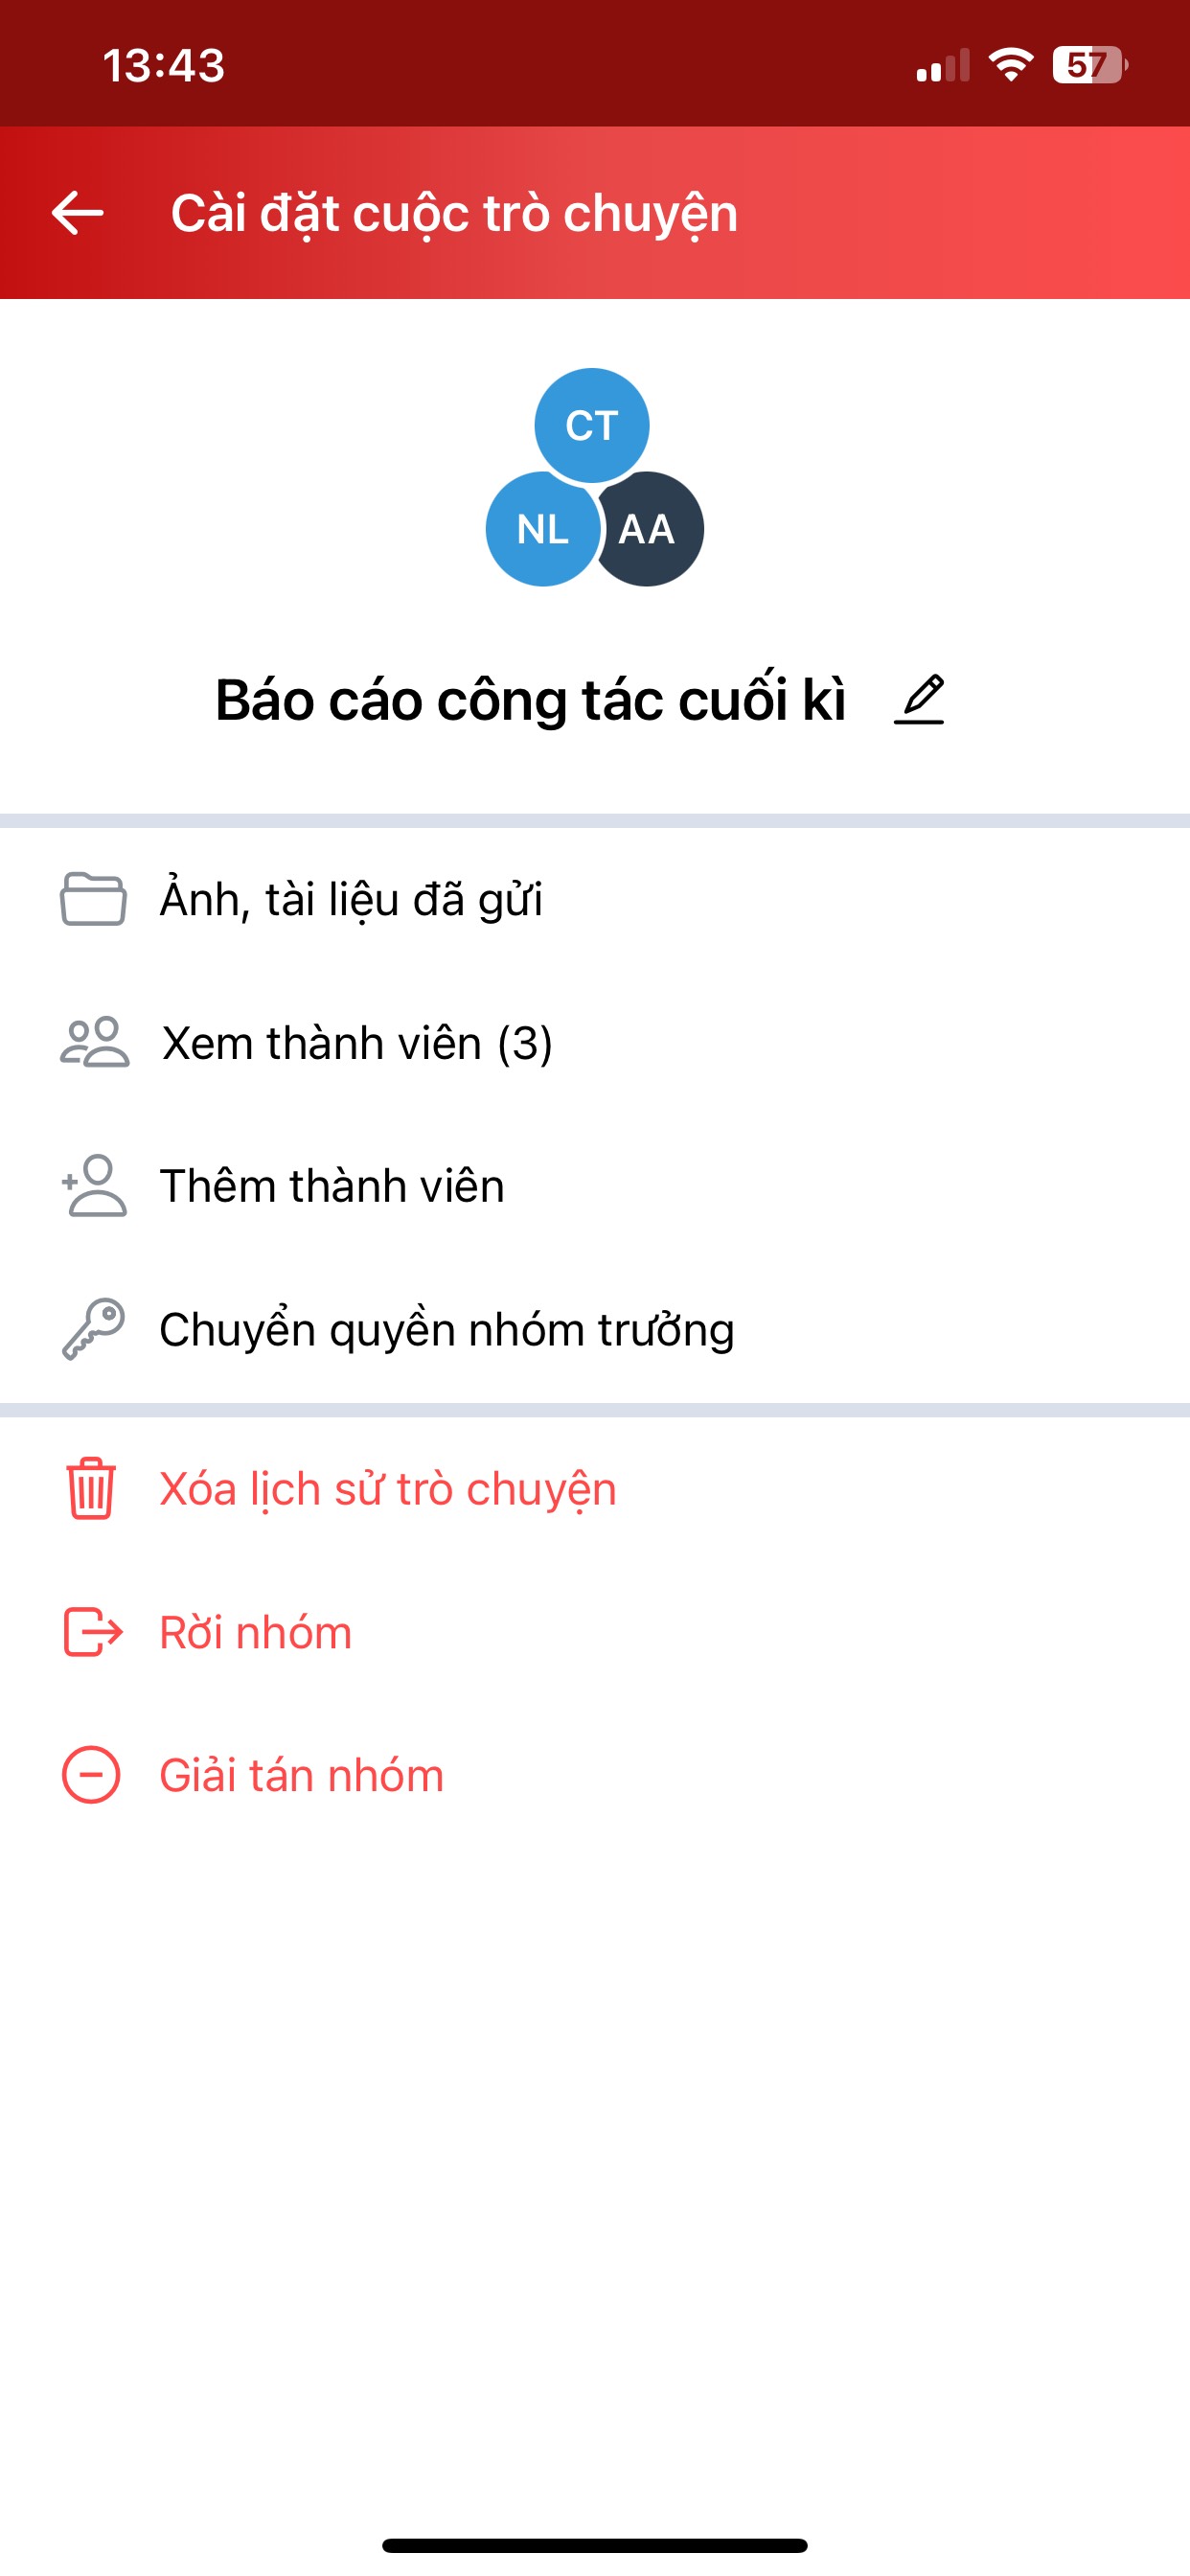 13:43
57
Cài đặt cuộc trò chuyện
CT
NL
AA
Báo cáo công tác cuối kì
Ảnh, tài liệu đã gửi
Xem thành viên (3)
Thêm thành viên
Chuyển quyền nhóm trưởng
Xóa lịch sử trò chuyện
Rời nhóm
Giải tán nhóm